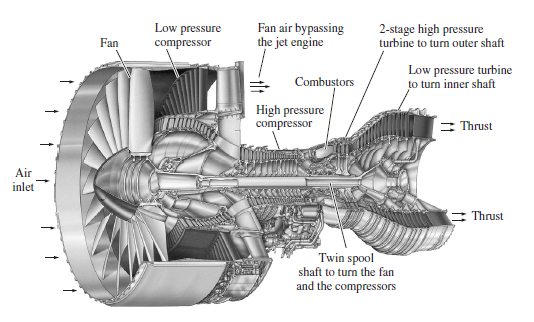 Fan
Low pressure
compressor
Fan air bypassing
the jet engine
2-stage high pressure
turbine to turn outer shaft
Low pressure turbine
to turn inner shaft
Combustors
High pressure
compressor
Thrust
Air
inlet
Thrust
Twin spool
shaft to turn the fan
and the compressors